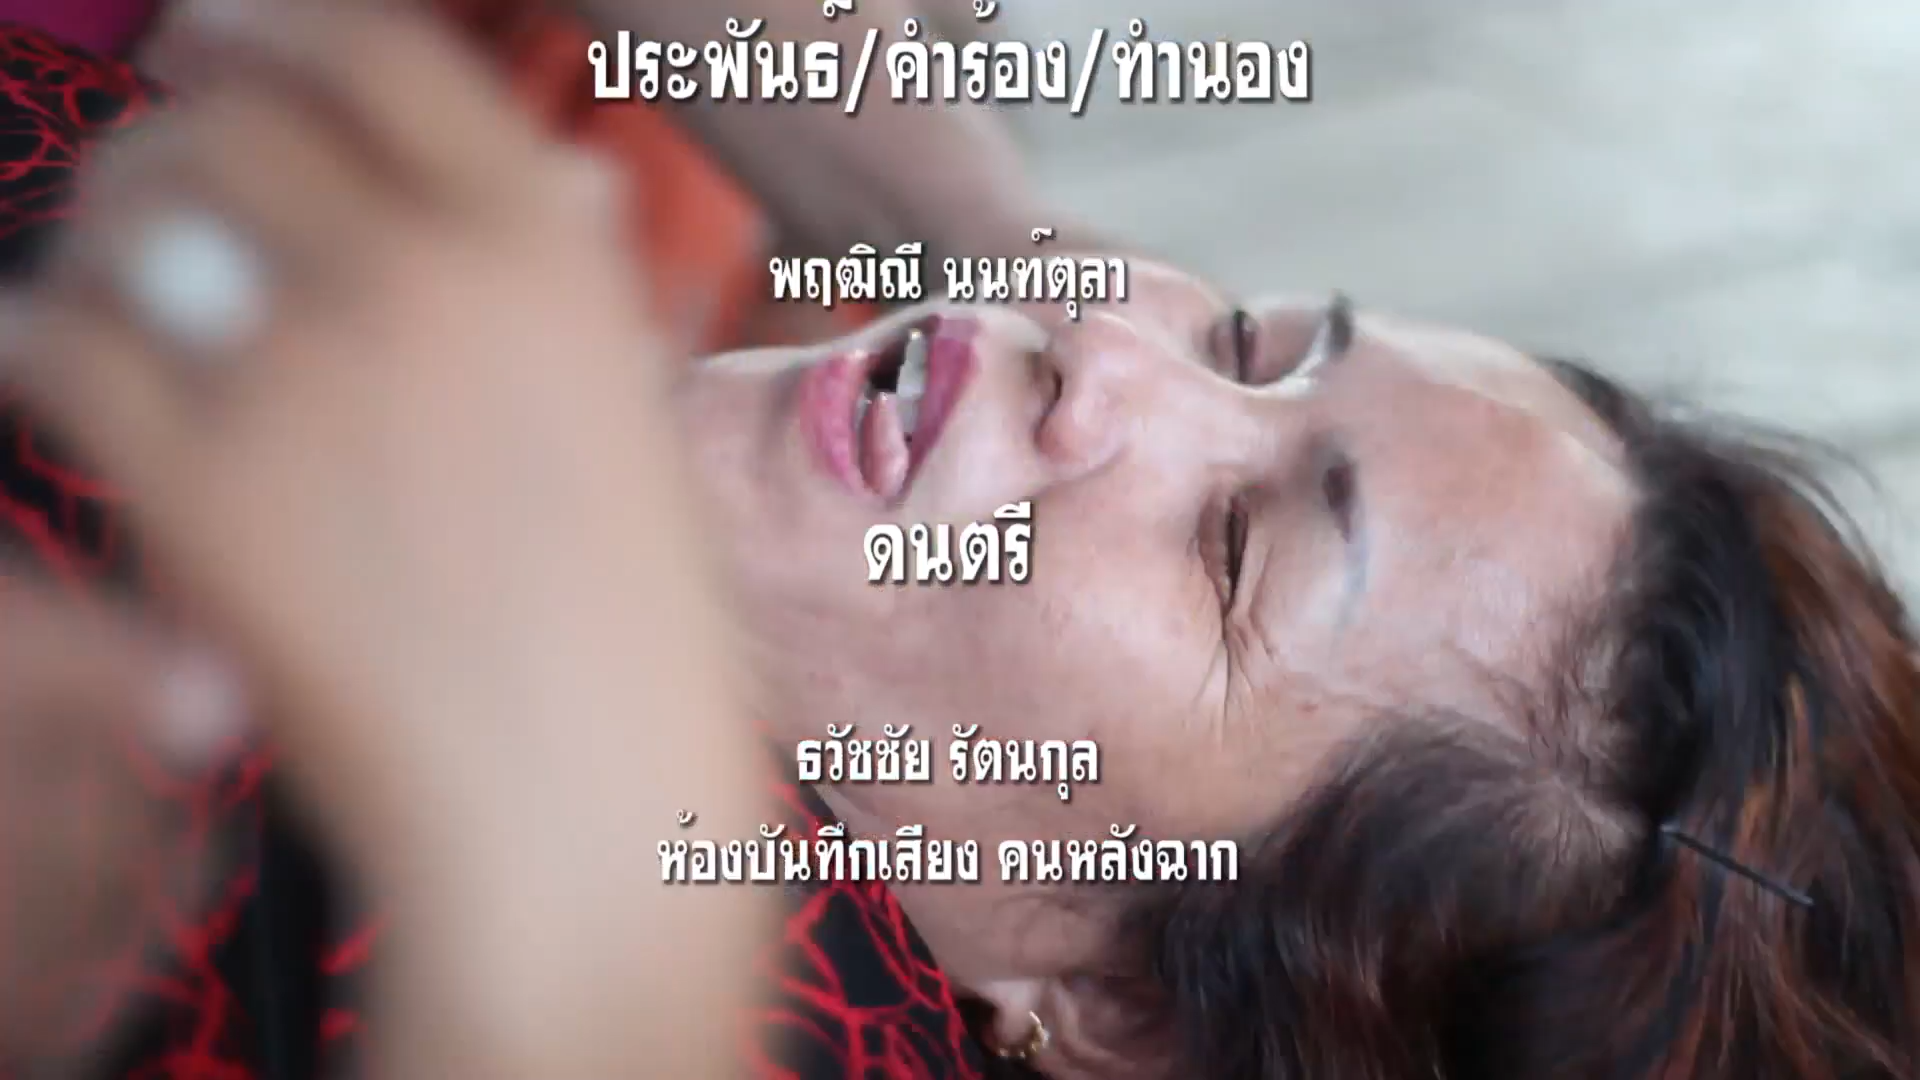 ประพันธ์/คำร้อง/ทำนอง
พฤฒิณี นนท์ตุลา
ดนตรี
ธวัชชัย รัตนกุล
ห้องบันทึกเสียง คนหลังฉาก